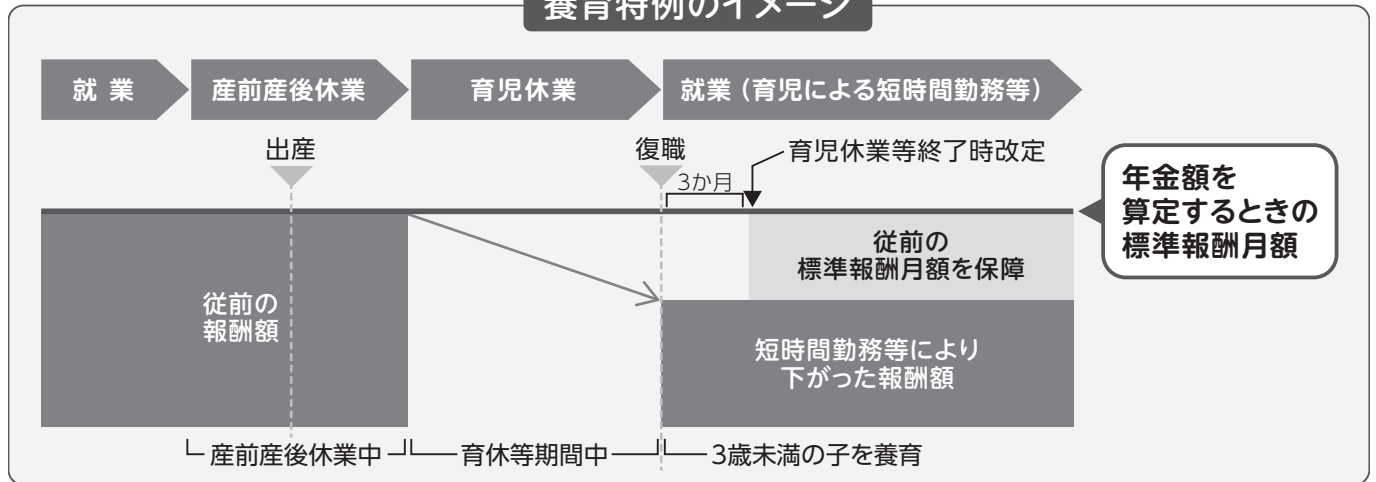 養育特例のイメージ
就 業
産前産後休業
育児休業
就業（育児による短時間勤務等）
出産
復職
育児休業等終了時改定
3か月
年金額を
算定するときの
標準報酬月額
従前の
標準報酬月額を保障
従前の
報酬額
短時間勤務等により
下がった報酬額
産前産後休業中
育休等期間中
3歳未満の子を養育